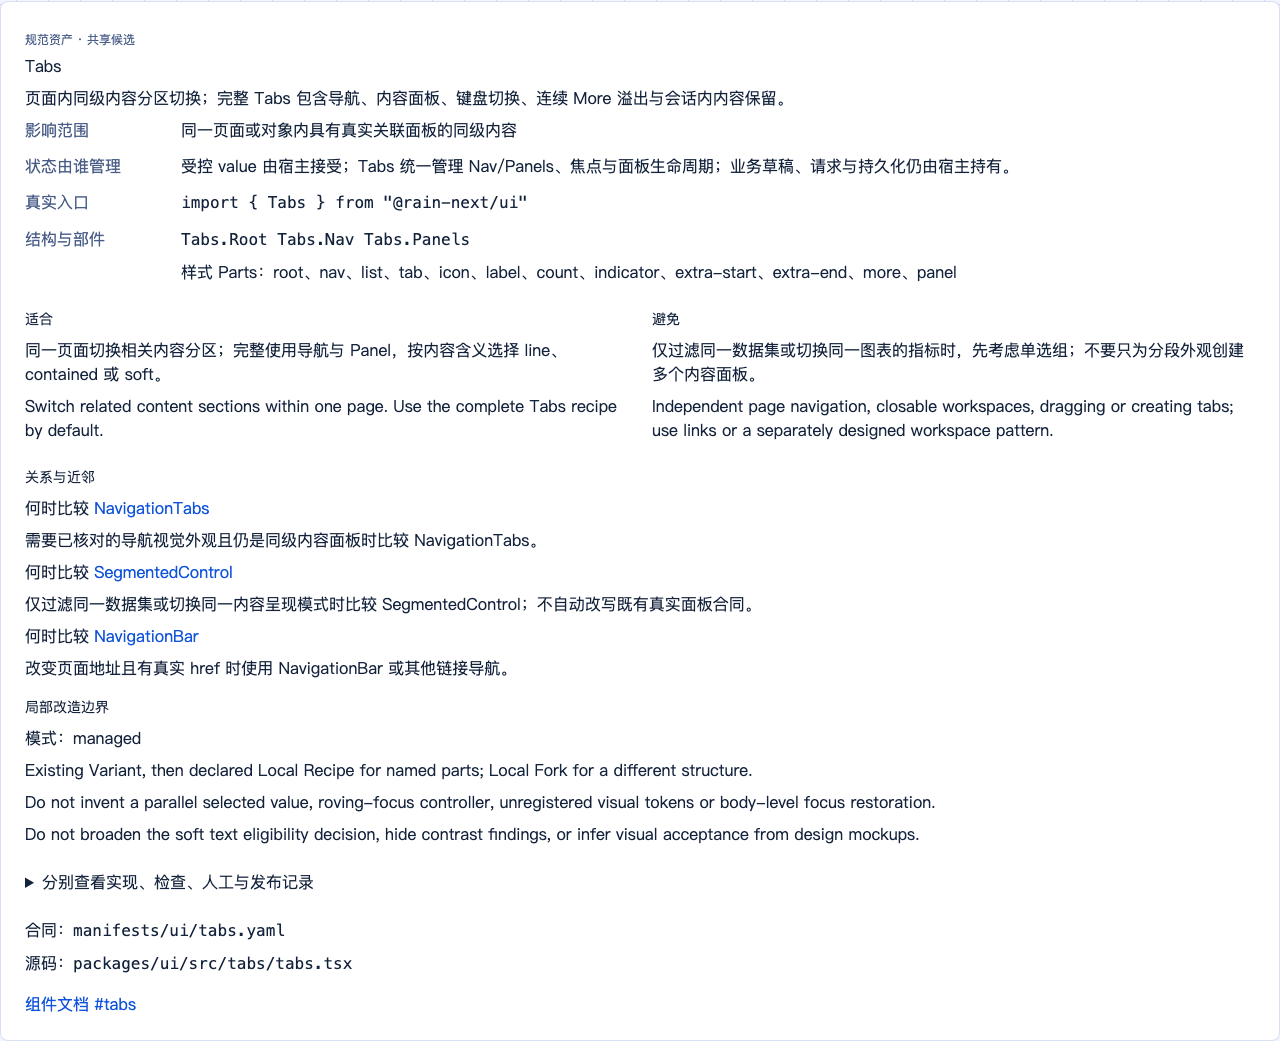 规范资产 · 共享候选
Tabs
页面内同级内容分区切换；完整 Tabs 包含导航、内容面板、键盘切换、连续 More 溢出与会话内内容保留。
影响范围 同一页面或对象内具有真实关联面板的同级内容
状态由谁管理 受控 value 由宿主接受；Tabs 统一管理 Nav/Panels、焦点与面板生命周期；业务草稿、请求与持久化仍由宿主持有。
真实入口 import { Tabs } from "@rain-next/ui"
结构与部件 Tabs.Root Tabs.Nav Tabs.Panels
样式 Parts：root、nav、list、tab、icon、label、count、indicator、extra-start、extra-end、more、panel
适合
同一页面切换相关内容分区；完整使用导航与 Panel，按内容含义选择 line、
contained 或 soft。
Switch related content sections within one page. Use the complete Tabs recipe
by default.
避免
仅过滤同一数据集或切换同一图表的指标时，先考虑单选组；不要只为分段外观创建
多个内容面板。
Independent page navigation, closable workspaces, dragging or creating tabs;
use links or a separately designed workspace pattern.
关系与近邻
何时比较 NavigationTabs
需要已核对的导航视觉外观且仍是同级内容面板时比较 NavigationTabs。
何时比较 SegmentedControl
仅过滤同一数据集或切换同一内容呈现模式时比较 SegmentedControl；不自动改写既有真实面板合同。
何时比较 NavigationBar
改变页面地址且有真实 href 时使用 NavigationBar 或其他链接导航。
局部改造边界
模式：managed
Existing Variant, then declared Local Recipe for named parts; Local Fork for a different structure.
Do not invent a parallel selected value, roving-focus controller, unregistered visual tokens or body-level focus restoration.
Do not broaden the soft text eligibility decision, hide contrast findings, or infer visual acceptance from design mockups.
▶ 分别查看实现、检查、人工与发布记录
合同：manifests/ui/tabs.yaml
源码：packages/ui/src/tabs/tabs.tsx
组件文档 #tabs